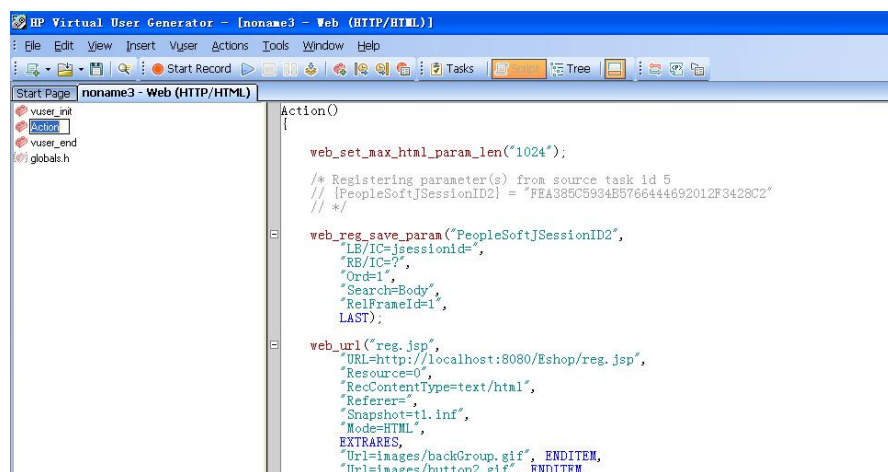 HP Virtual User Generator - [noname3 - Web (HTTP/HTML)]
File Edit View Insert Vuser Actions Tools Window Help
Start Record Tasks Script Tree
Start Page noname3 - Web (HTTP/HTML)
vuser_init
Action
vuser_end
globals.h
Action()
{
web_set_max_html_param_len("1024");
/* Registering parameter(s) from source task id 5
// {PeopleSoftJSessionID2} = "FEA385C5934B5766444692012F3428C2"
// */
web_reg_save_param("PeopleSoftJSessionID2",
"LB/IC=jsessionid=",
"RB/IC=?",
"Ord=1",
"Search=Body",
"RelFrameId=1",
LAST);
web_url("reg.jsp",
"URL=http://localhost:8080/Eshop/reg.jsp",
"Resource=0",
"RecContentType=text/html",
"Referer=",
"Snapshot=t1.inf",
"Mode=HTML",
EXTRARES,
"Url=images/backGroup.gif", ENDITEM,
"Url=images/button2.gif", ENDITEM,